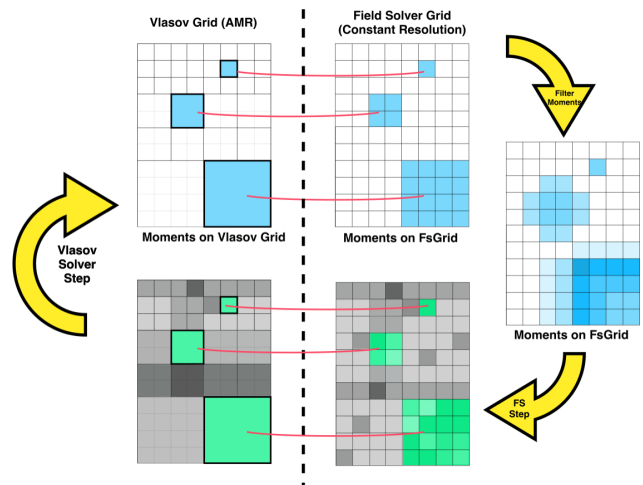 Vlasov Grid (AMR)
Field Solver Grid
(Constant Resolution)
Filter
Moments
Moments on Vlasov Grid
Moments on FsGrid
Vlasov
Solver
Step
Moments on FsGrid
FS
Step